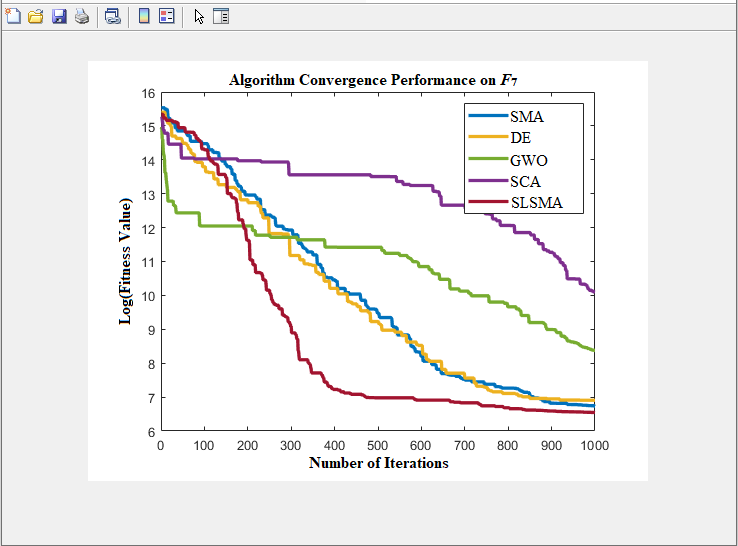 Algorithm Convergence Performance on F7
16
15
14
13
12
11
10
9
8
7
6
Log(Fitness Value)
SMA
DE
GWO
SCA
SLSMA
0 100 200 300 400 500 600 700 800 900 1000
Number of Iterations